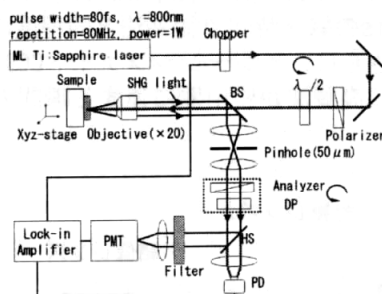 pulse width=80fs, λ=800nm
repetition=80MHz, power=1W
ML Ti:Sapphire laser
Chopper
Sample
SHG light
BS
λ/2
Xyz-stage
Objective(×20)
Polarizer
Pinhole(50μm)
Analyzer
DP
Lock-in
Amplifier
PMT
HS
Filter
PD